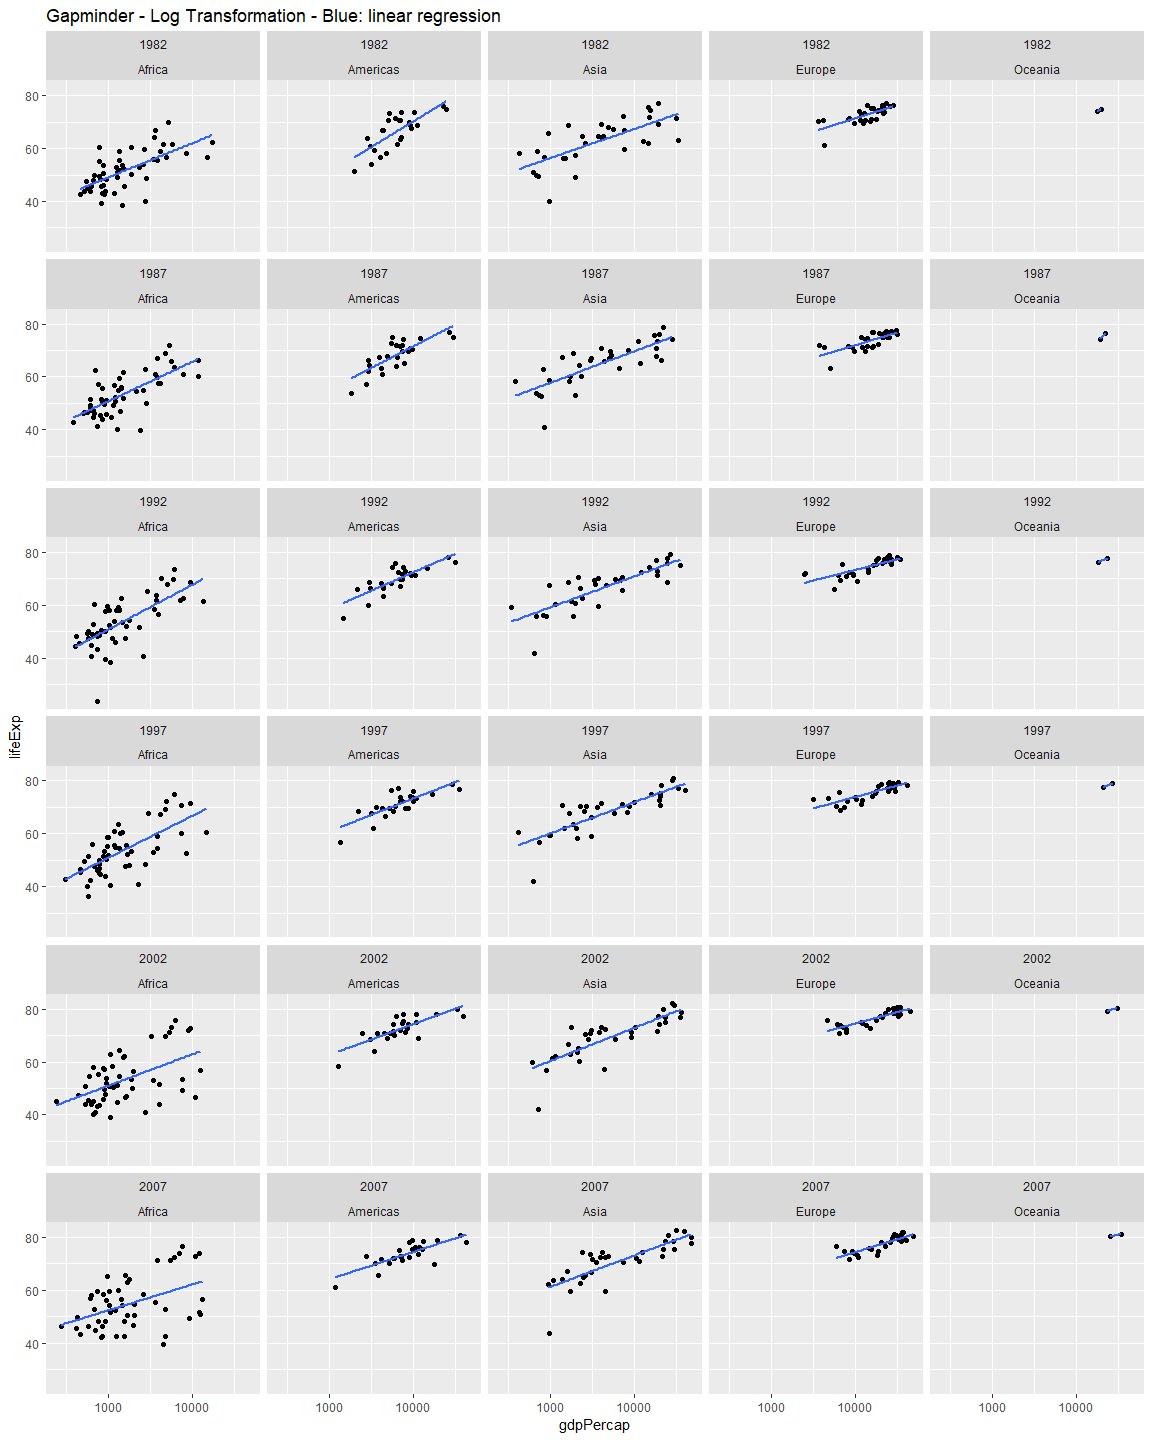 Gapminder - Log Transformation - Blue: linear regression
1982 1982 1982 1982 1982
Africa Americas Asia Europe Oceania
80
60
40
1987 1987 1987 1987 1987
Africa Americas Asia Europe Oceania
80
60
40
1992 1992 1992 1992 1992
Africa Americas Asia Europe Oceania
80
60
40
lifeExp
1997 1997 1997 1997 1997
Africa Americas Asia Europe Oceania
80
60
40
2002 2002 2002 2002 2002
Africa Americas Asia Europe Oceania
80
60
40
2007 2007 2007 2007 2007
Africa Americas Asia Europe Oceania
80
60
40
1000 10000 1000 10000 1000 10000 1000 10000 1000 10000
gdpPercap